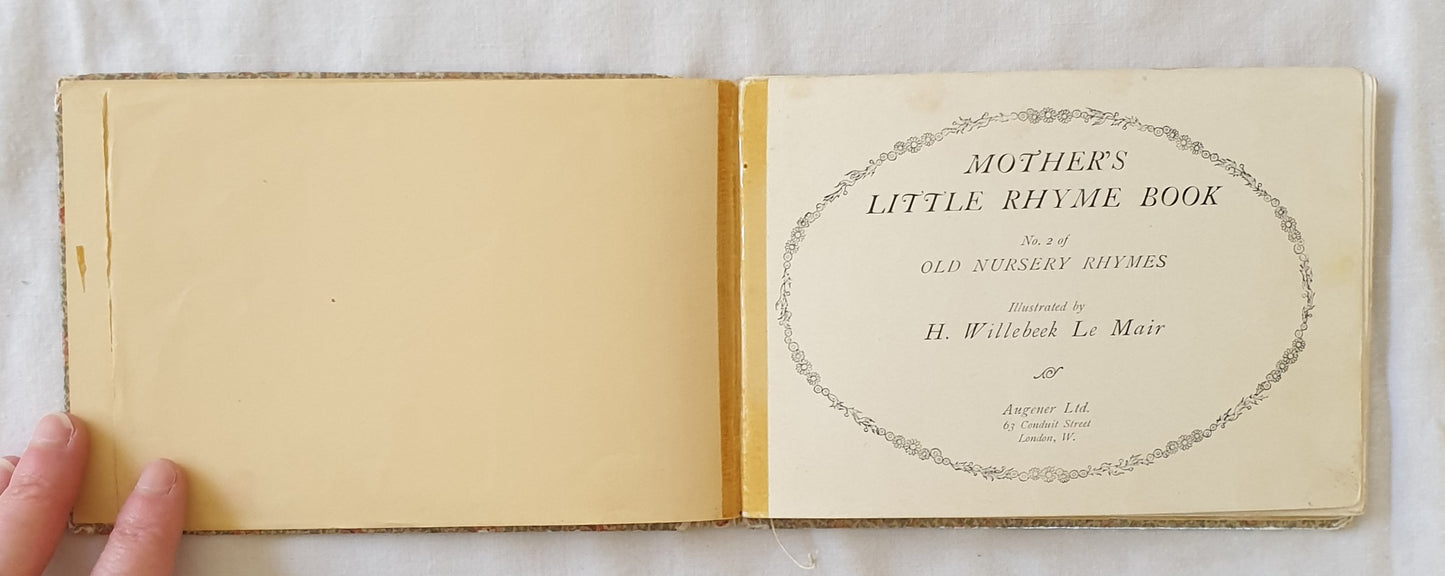 MOTHER'S
LITTLE RHYME BOOK
No. 2 of
OLD NURSERY RHYMES
Illustrated by
H. Willebeek Le Mair
Augener Ltd.
63 Conduit Street
London, W.